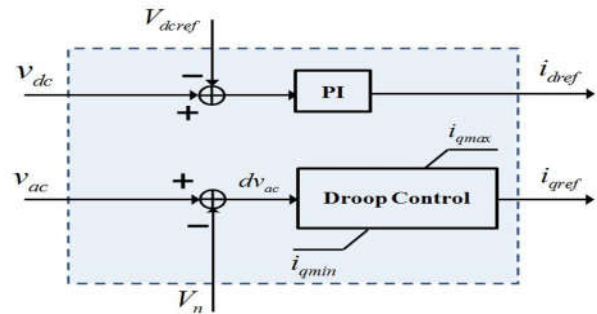 V_dcref
v_dc
−
+
PI
i_dref
i_qmax
v_ac
+
−
dv_ac
Droop Control
i_qref
i_qmin
V_n